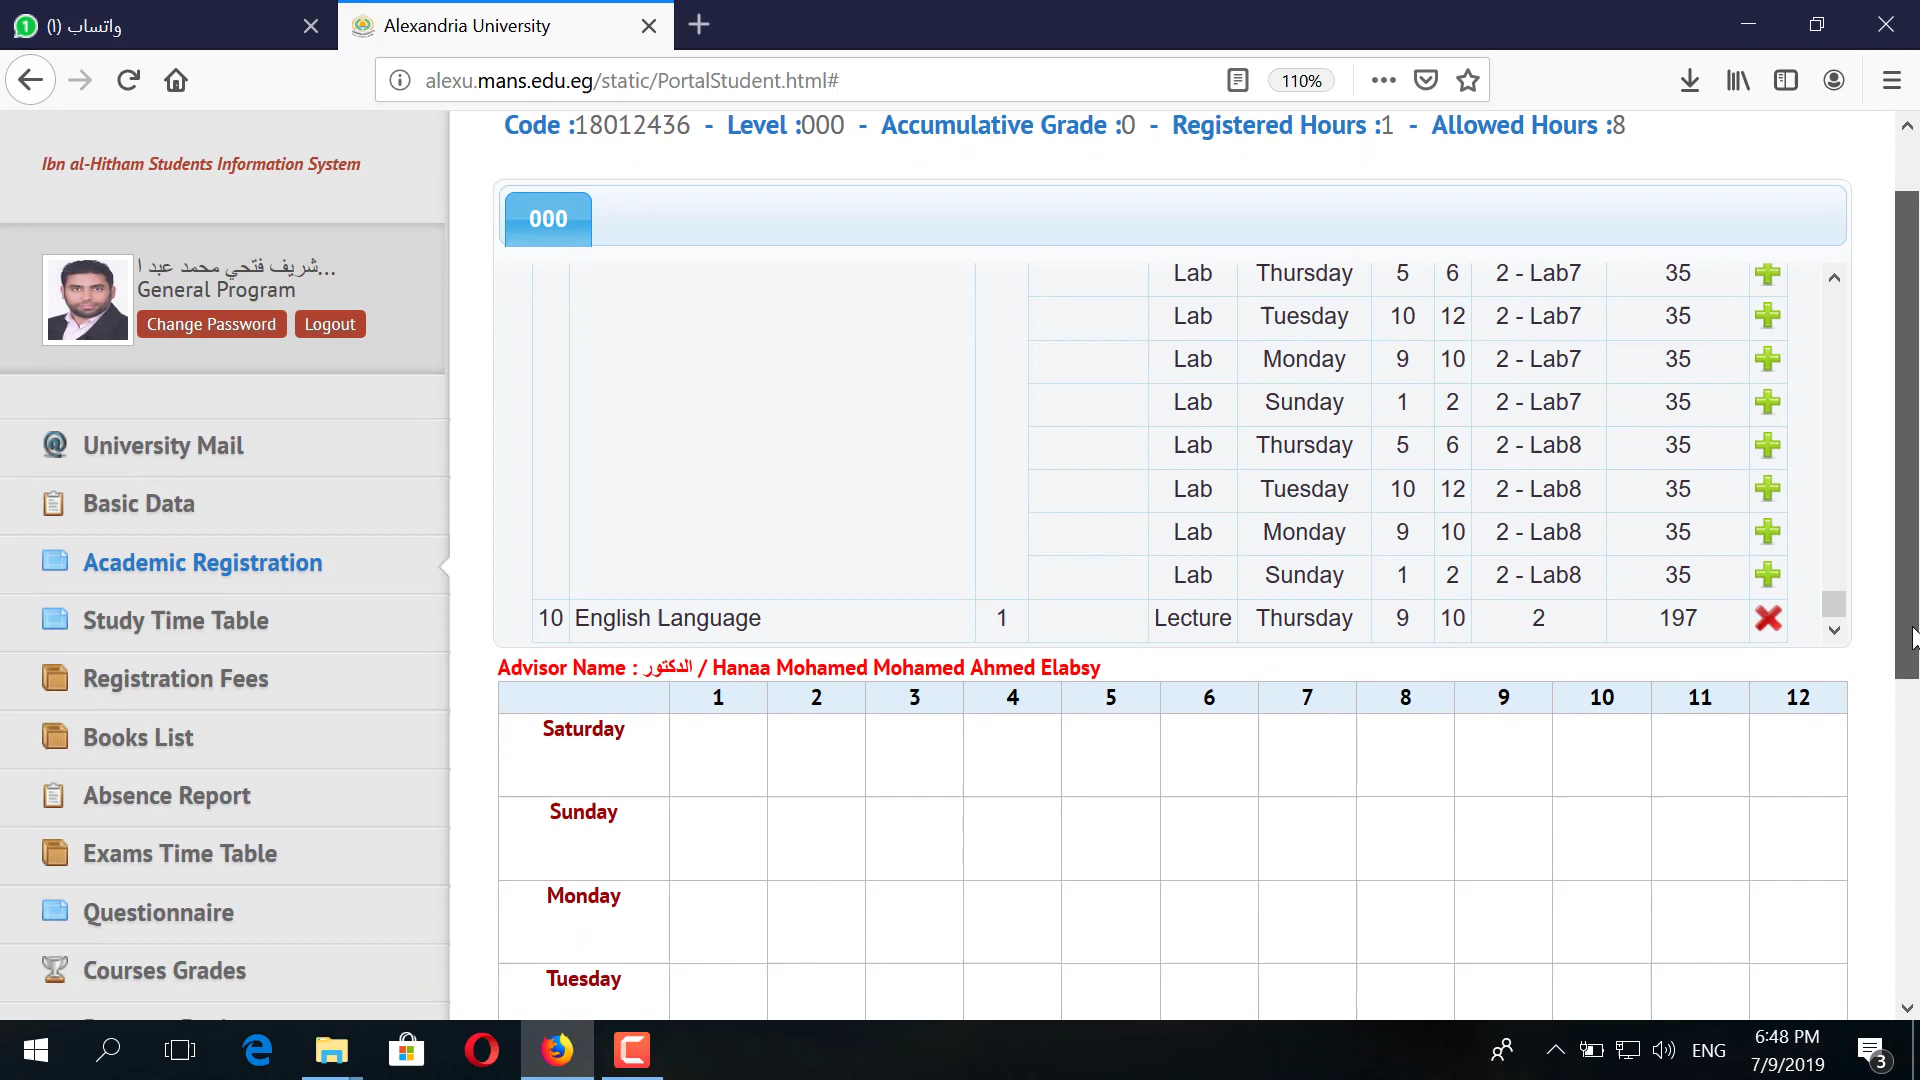 واتساب (١)
Alexandria University
alexu.mans.edu.eg/static/PortalStudent.html#
110%
Code :18012436 - Level :000 - Accumulative Grade :0 - Registered Hours :1 - Allowed Hours :8
Ibn al-Hitham Students Information System
000
شريف فتحي محمد عبد ا...
General Program
Change Password Logout
Lab Thursday 5 6 2 - Lab7 35
Lab Tuesday 10 12 2 - Lab7 35
Lab Monday 9 10 2 - Lab7 35
Lab Sunday 1 2 2 - Lab7 35
Lab Thursday 5 6 2 - Lab8 35
Lab Tuesday 10 12 2 - Lab8 35
Lab Monday 9 10 2 - Lab8 35
Lab Sunday 1 2 2 - Lab8 35
10 English Language 1 Lecture Thursday 9 10 2 197
University Mail
Basic Data
Academic Registration
Study Time Table
Registration Fees
Books List
Absence Report
Exams Time Table
Questionnaire
Courses Grades
Advisor Name : الدكتور / Hanaa Mohamed Mohamed Ahmed Elabsy
1 2 3 4 5 6 7 8 9 10 11 12
Saturday
Sunday
Monday
Tuesday
ENG
6:48 PM
7/9/2019
3